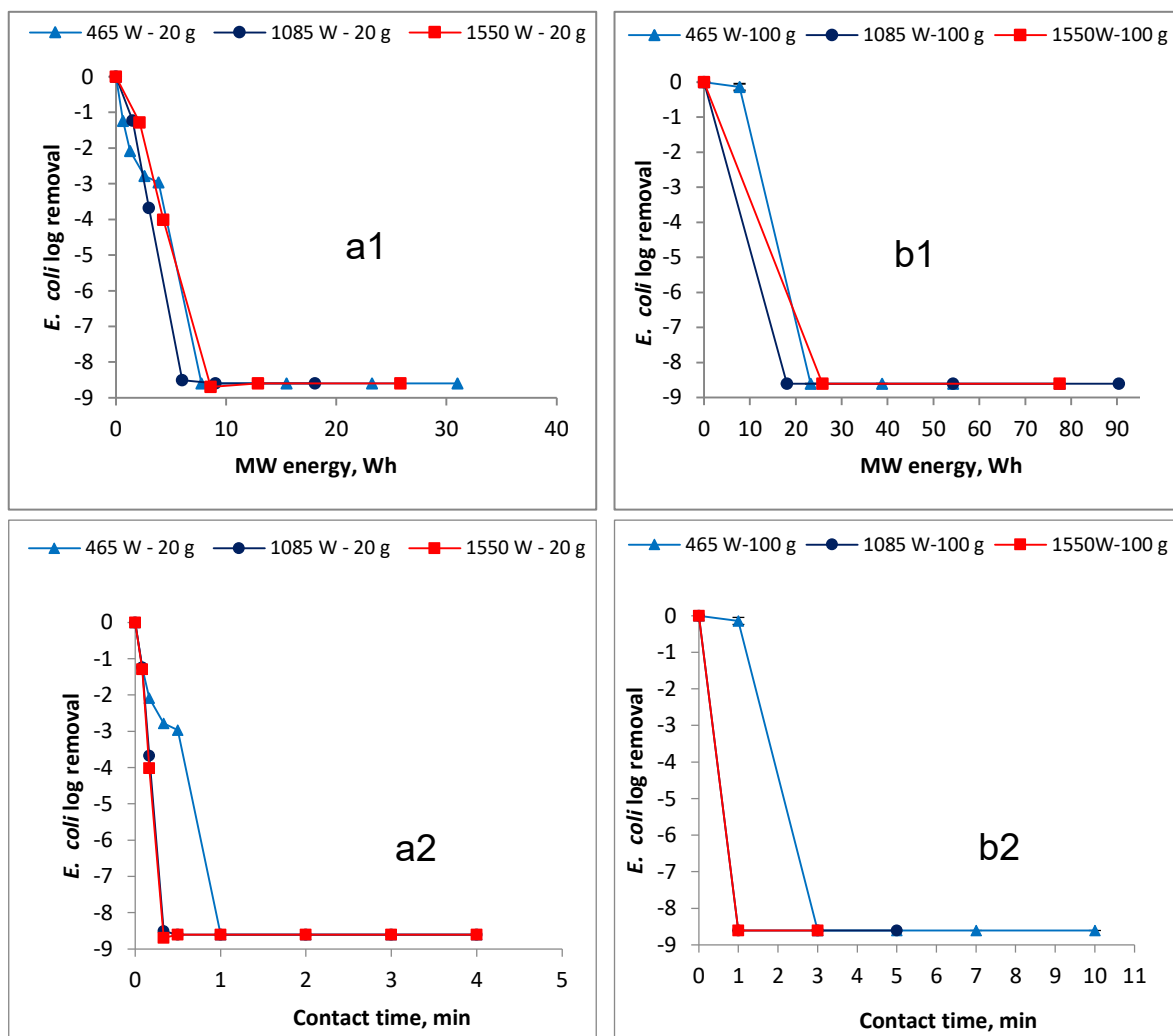 465 W - 20 g 1085 W - 20 g 1550 W - 20 g
0
-1
-2
-3
-4
-5
-6
-7
-8
-9
E. coli log removal
a1
0 10 20 30 40
MW energy, Wh
465 W-100 g 1085 W-100 g 1550W-100 g
0
-1
-2
-3
-4
-5
-6
-7
-8
-9
E. coli log removal
b1
0 10 20 30 40 50 60 70 80 90
MW energy, Wh
465 W - 20 g 1085 W - 20 g 1550 W - 20 g
0
-1
-2
-3
-4
-5
-6
-7
-8
-9
E. coli log removal
a2
0 1 2 3 4 5
Contact time, min
465 W-100 g 1085 W-100 g 1550W-100 g
0
-1
-2
-3
-4
-5
-6
-7
-8
-9
E. coli log removal
b2
0 1 2 3 4 5 6 7 8 9 10 11
Contact time, min